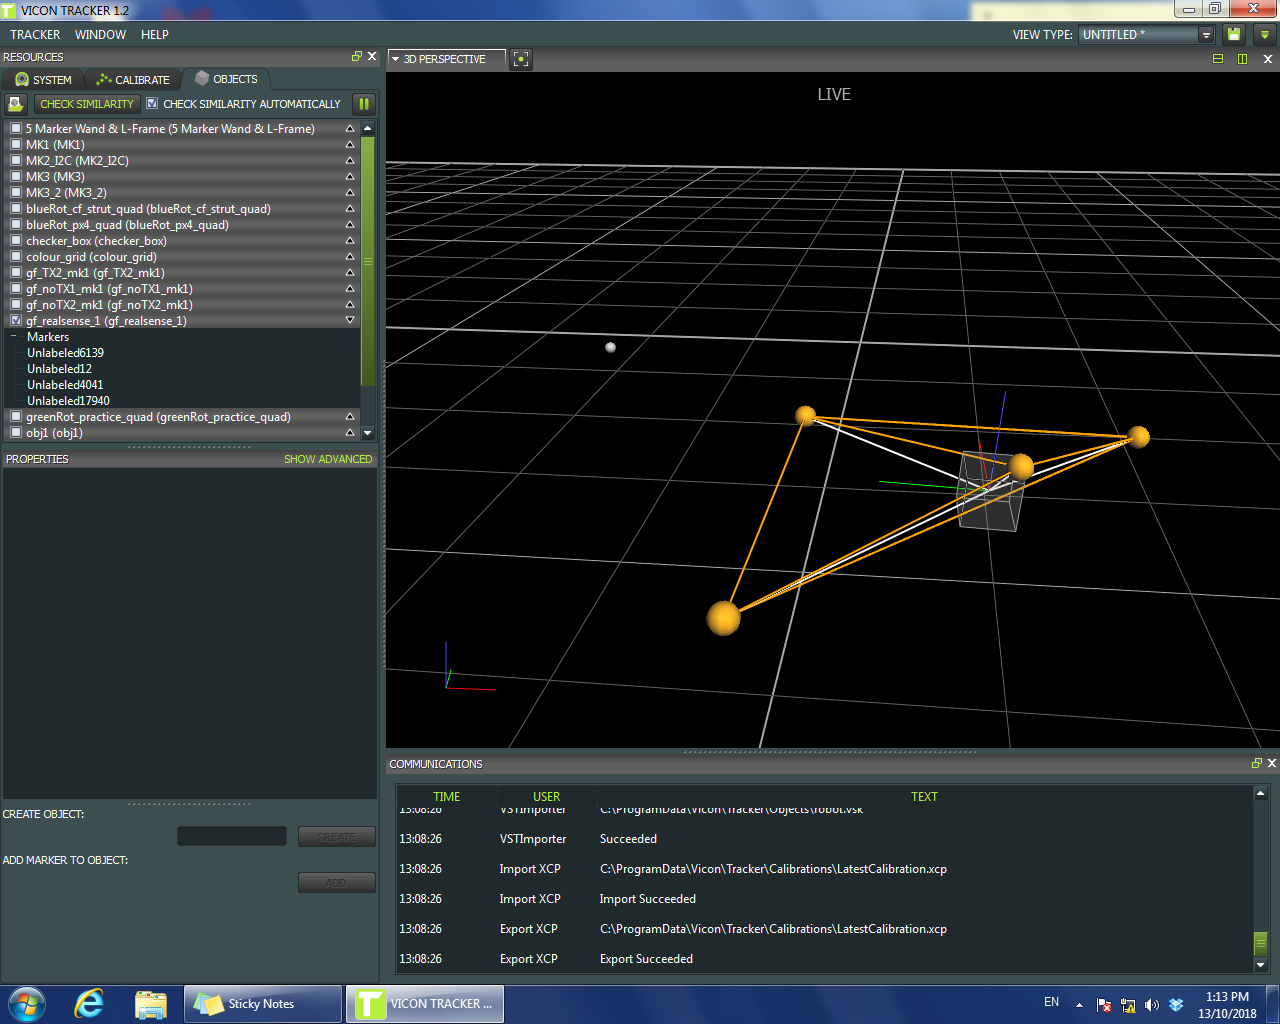 VICON TRACKER 1.2
TRACKER WINDOW HELP
VIEW TYPE: UNTITLED *
RESOURCES
SYSTEM CALIBRATE OBJECTS
CHECK SIMILARITY CHECK SIMILARITY AUTOMATICALLY
5 Marker Wand & L-Frame (5 Marker Wand & L-Frame)
MK1 (MK1)
MK2_I2C (MK2_I2C)
MK3 (MK3)
MK3_2 (MK3_2)
blueRot_cf_strut_quad (blueRot_cf_strut_quad)
blueRot_px4_quad (blueRot_px4_quad)
checker_box (checker_box)
colour_grid (colour_grid)
gf_TX2_mk1 (gf_TX2_mk1)
gf_noTX1_mk1 (gf_noTX1_mk1)
gf_noTX2_mk1 (gf_noTX2_mk1)
gf_realsense_1 (gf_realsense_1)
Markers
Unlabeled6139
Unlabeled12
Unlabeled4041
Unlabeled17940
greenRot_practice_quad (greenRot_practice_quad)
obj1 (obj1)
PROPERTIES SHOW ADVANCED
CREATE OBJECT:
CREATE
ADD MARKER TO OBJECT:
ADD
3D PERSPECTIVE
LIVE
COMMUNICATIONS
TIME USER TEXT
13:08:26 VSTImporter C:\ProgramData\Vicon\Tracker\Objects\robot.vsk
13:08:26 VSTImporter Succeeded
13:08:26 Import XCP C:\ProgramData\Vicon\Tracker\Calibrations\LatestCalibration.xcp
13:08:26 Import XCP Import Succeeded
13:08:26 Export XCP C:\ProgramData\Vicon\Tracker\Calibrations\LatestCalibration.xcp
13:08:26 Export XCP Export Succeeded
Sticky Notes
VICON TRACKER ...
EN
1:13 PM
13/10/2018